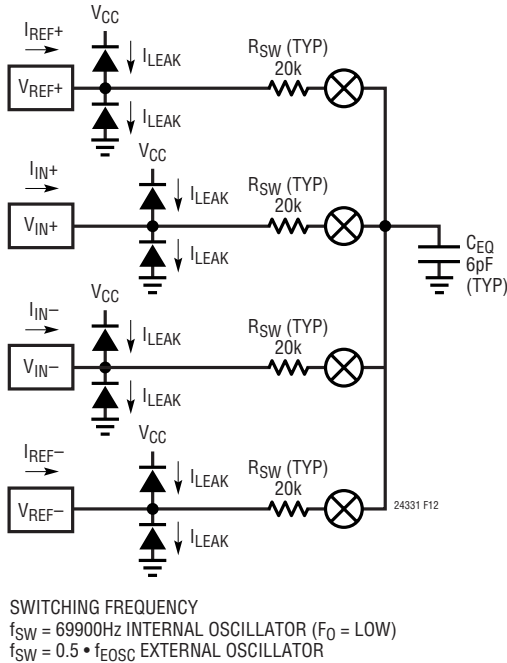 VCC
IREF+
ILEAK
RSW (TYP)
20k
VREF+
ILEAK
VCC
IIN+
ILEAK
RSW (TYP)
20k
VIN+
ILEAK
CEQ
6pF
(TYP)
VCC
IIN−
ILEAK
RSW (TYP)
20k
VIN−
ILEAK
VCC
IREF−
ILEAK
RSW (TYP)
20k
VREF−
24331 F12
ILEAK
SWITCHING FREQUENCY
fSW = 69900Hz INTERNAL OSCILLATOR (FO = LOW)
fSW = 0.5 • fEOSC EXTERNAL OSCILLATOR